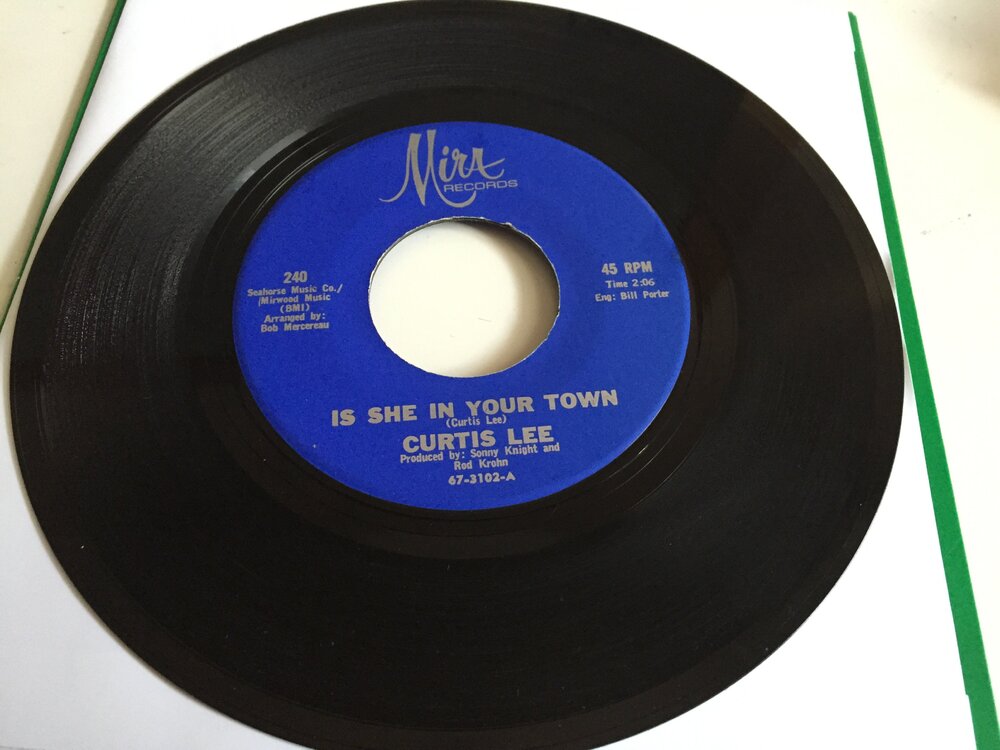 Mira
RECORDS
240
Seahorse Music Co./
Mirwood Music
(BMI)
Arranged by:
Bob Mercereau
45 RPM
Time 2:06
Eng: Bill Porter
IS SHE IN YOUR TOWN
(Curtis Lee)
CURTIS LEE
Produced by: Sonny Knight and
Rod Krohn
67-3102-A